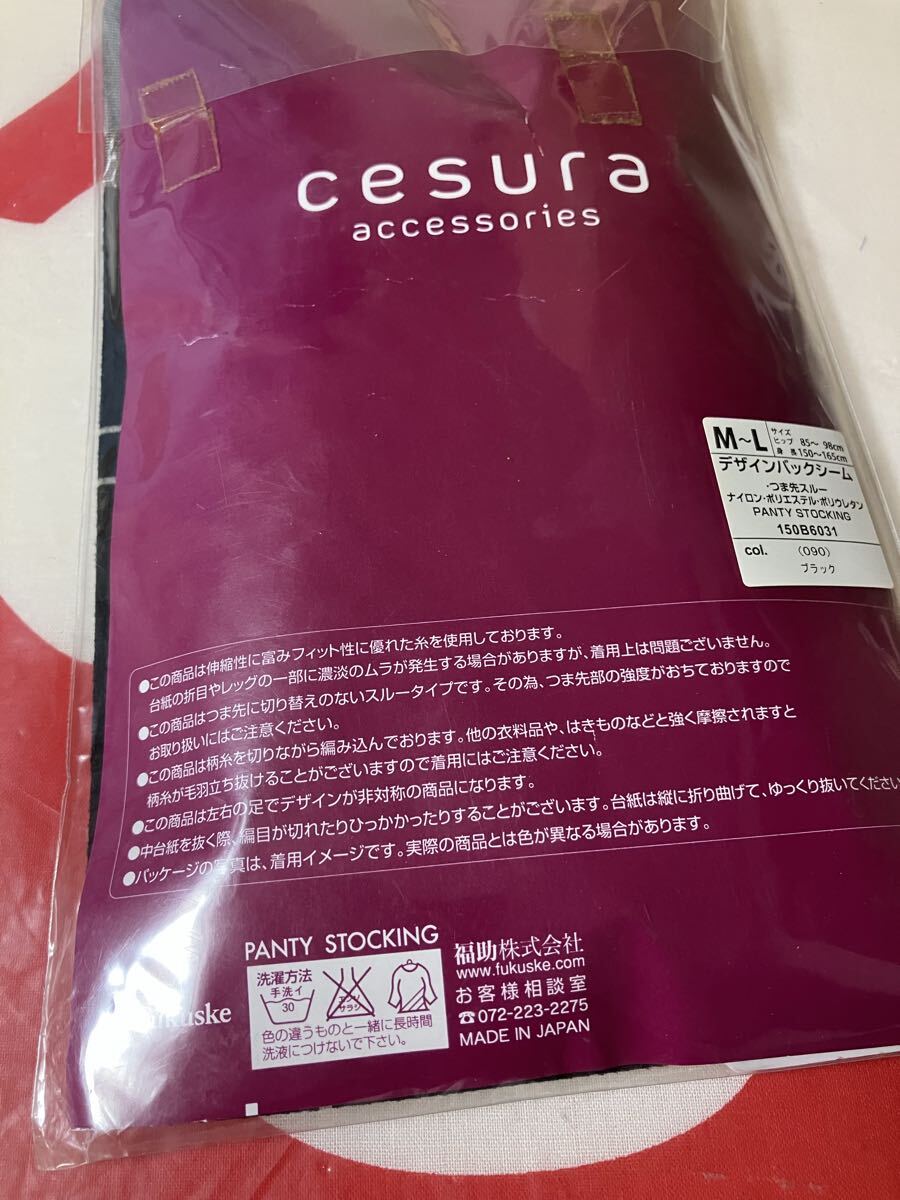 cesura
accessories
M~L サイズ
ヒップ 85~98cm
身長 150~165cm
デザインバックシーム
・つま先スルー
ナイロン・ポリエステル・ポリウレタン
PANTY STOCKING
150B6031
col. (090)
ブラック
●この商品は伸縮性に富みフィット性に優れた糸を使用しております。
台紙の折目やレッグの一部に濃淡のムラが発生する場合がありますが、着用上は問題ございません。
●この商品はつま先に切り替えのないスルータイプです。その為、つま先部の強度がおちておりますので
お取り扱いにはご注意ください。
●この商品は柄糸を切りながら編み込んでおります。他の衣料品や、はきものなどと強く摩擦されますと
柄糸が毛羽立ち抜けることがございますので着用にはご注意ください。
●この商品は左右の足でデザインが非対称の商品になります。
●中台紙を抜く際、編目が切れたりひっかかったりすることがございます。台紙は縦に折り曲げて、ゆっくり抜いてください
●パッケージの写真は、着用イメージです。実際の商品とは色が異なる場合があります。
fukuske
PANTY STOCKING
洗濯方法
手洗イ
30
エンソ
サラシ
色の違うものと一緒に長時間
洗液につけないで下さい。
福助株式会社
www.fukuske.com
お客様相談室
☎072-223-2275
MADE IN JAPAN